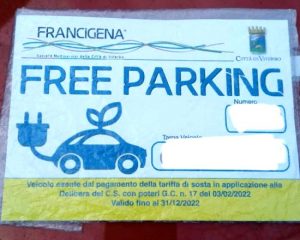 FRANCIGENA
Società Multiservizi della Città di Viterbo
CITTÀ DI VITERBO
FREE PARKING
Numero
Targa Veicolo
Veicolo esente dal pagamento della tariffa di sosta in applicazione alla
Delibera del C.S. con poteri G.C. n. 17 del 03/02/2022
Valido fino al 31/12/2022